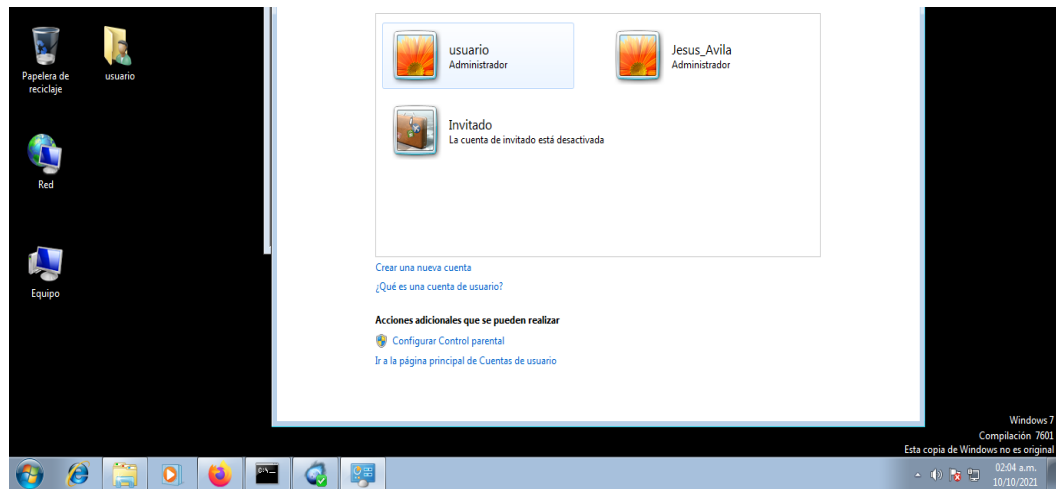 Papelera de
reciclaje
usuario
Red
Equipo
usuario
Administrador
Jesus_Avila
Administrador
Invitado
La cuenta de invitado está desactivada
Crear una nueva cuenta
¿Qué es una cuenta de usuario?
Acciones adicionales que se pueden realizar
Configurar Control parental
Ir a la página principal de Cuentas de usuario
Windows 7
Compilación 7601
Esta copia de Windows no es original
C:\_
02:04 a.m.
10/10/2021